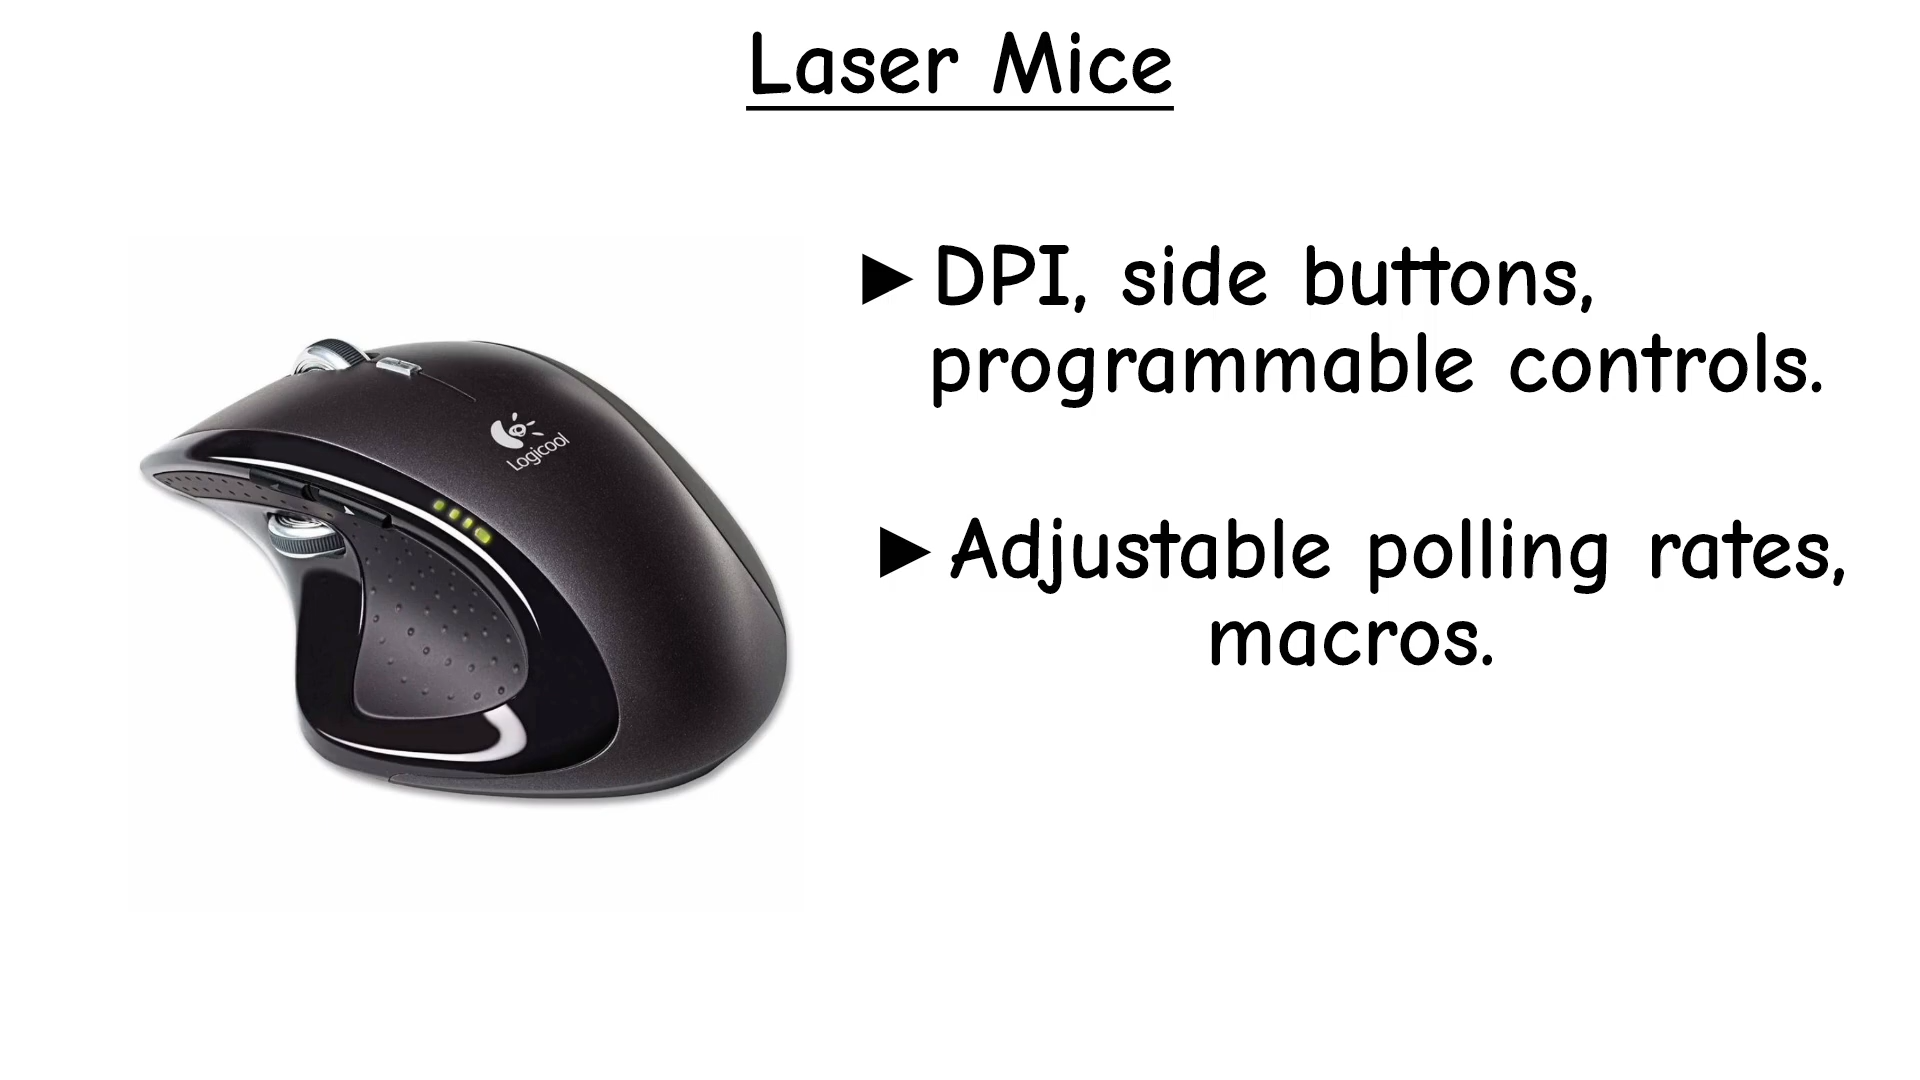 Laser Mice
►DPI, side buttons,
programmable controls.
►Adjustable polling rates,
macros.
Logicool